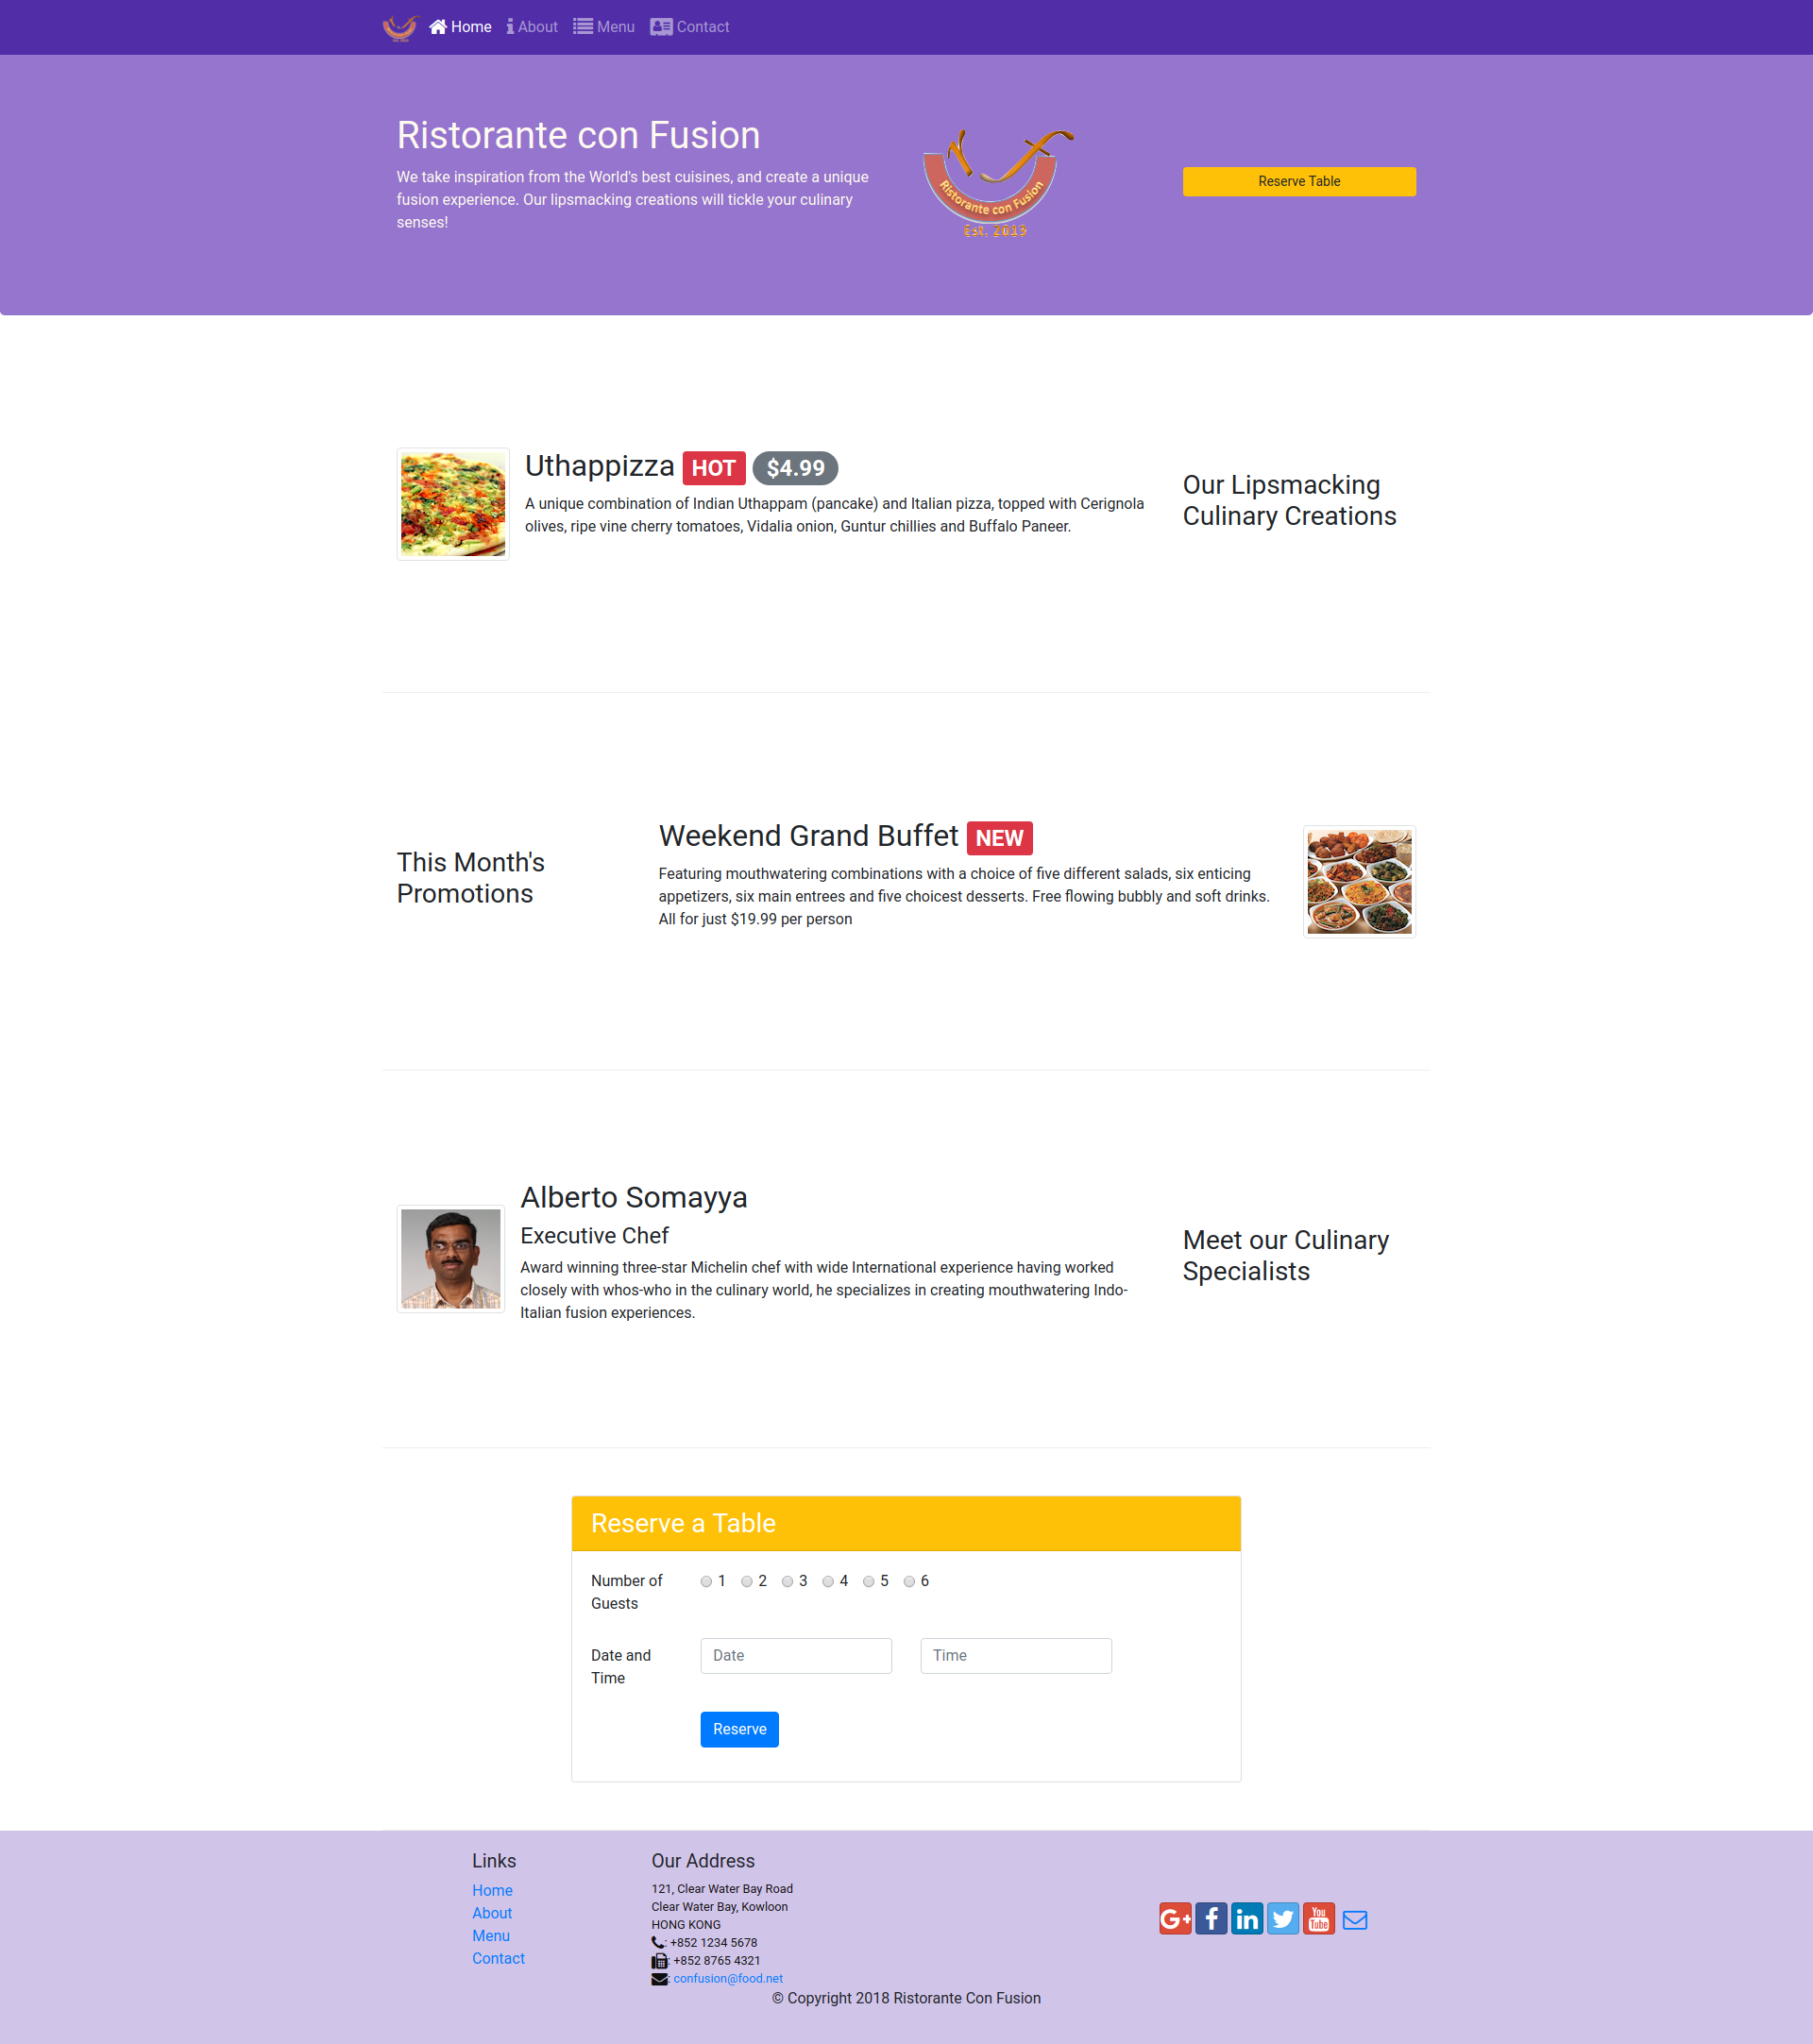 Home About Menu Contact
Ristorante con Fusion
We take inspiration from the World's best cuisines, and create a unique
fusion experience. Our lipsmacking creations will tickle your culinary
senses!
Ristorante con Fusion
Est. 2013
Reserve Table
Uthappizza HOT $4.99
A unique combination of Indian Uthappam (pancake) and Italian pizza, topped with Cerignola
olives, ripe vine cherry tomatoes, Vidalia onion, Guntur chillies and Buffalo Paneer.
Our Lipsmacking
Culinary Creations
This Month's
Promotions
Weekend Grand Buffet NEW
Featuring mouthwatering combinations with a choice of five different salads, six enticing
appetizers, six main entrees and five choicest desserts. Free flowing bubbly and soft drinks.
All for just $19.99 per person
Alberto Somayya
Executive Chef
Award winning three-star Michelin chef with wide International experience having worked
closely with whos-who in the culinary world, he specializes in creating mouthwatering Indo-
Italian fusion experiences.
Meet our Culinary
Specialists
Reserve a Table
Number of
Guests
1 2 3 4 5 6
Date and
Time
Date
Time
Reserve
Links
Home
About
Menu
Contact
Our Address
121, Clear Water Bay Road
Clear Water Bay, Kowloon
HONG KONG
: +852 1234 5678
: +852 8765 4321
: confusion@food.net
You
Tube
© Copyright 2018 Ristorante Con Fusion